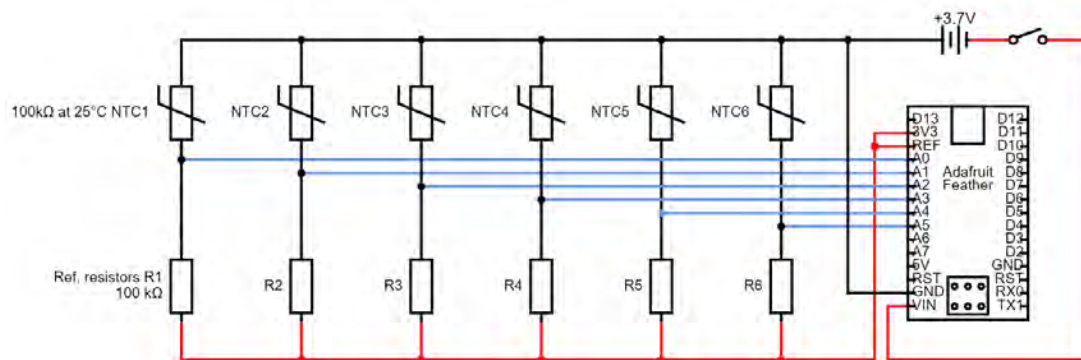 +3.7V
100kΩ at 25°C NTC1
NTC2
NTC3
NTC4
NTC5
NTC6
D13
3V3
REF
A0
A1
A2
A3
A4
A5
A6
A7
5V
RST
GND
VIN
Adafruit
Feather
D12
D11
D10
D9
D8
D7
D6
D5
D4
D3
D2
GND
RST
RX0
TX1
Ref. resistors R1
100 kΩ
R2
R3
R4
R5
R6